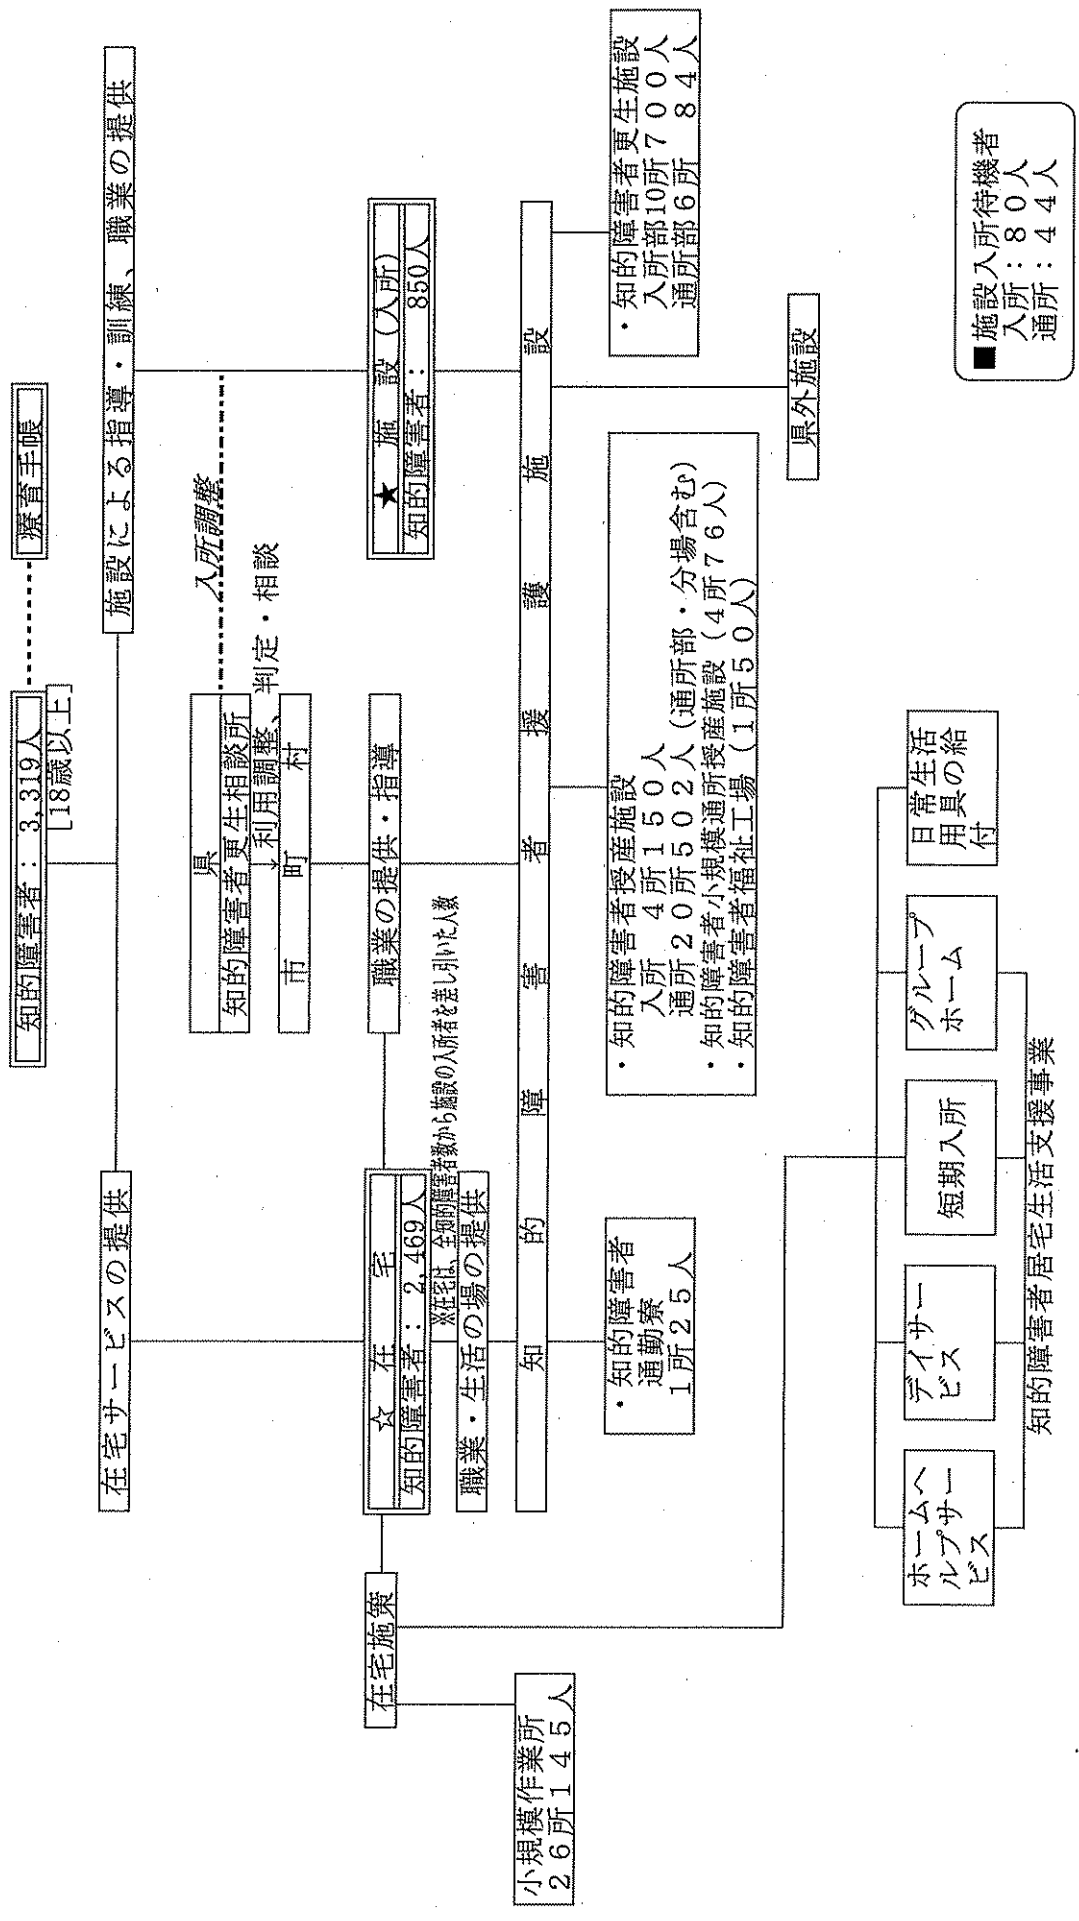 知的障害者：3,319人
療育手帳
[18歳以上]
在宅サービスの提供
施設による指導・訓練、職業の提供
県
知的障害者更生相談所
入所調整
利用調整、判定・相談
市町村
在宅施策
☆ 在宅
知的障害者：2,469人
※在宅は、全知的障害者数から施設の入所者を差し引いた人数
職業の提供・指導
★ 施設（入所）
知的障害者：850人
職業・生活の場の提供
知的障害者援護施設
小規模作業所
26所145人
・知的障害者
通勤寮
1所25人
・知的障害者授産施設
入所 4所150人
通所20所502人（通所部・分場含む）
・知的障害者小規模通所授産施設（4所76人）
・知的障害者福祉工場（1所50人）
・知的障害者更生施設
入所部10所700人
通所部6所 84人
県外施設
ホームヘ
ルプサー
ビス
デイサー
ビス
短期入所
グループ
ホーム
日常生活
用具の給
付
知的障害者居宅生活支援事業
■施設入所待機者
入所：80人
通所：44人